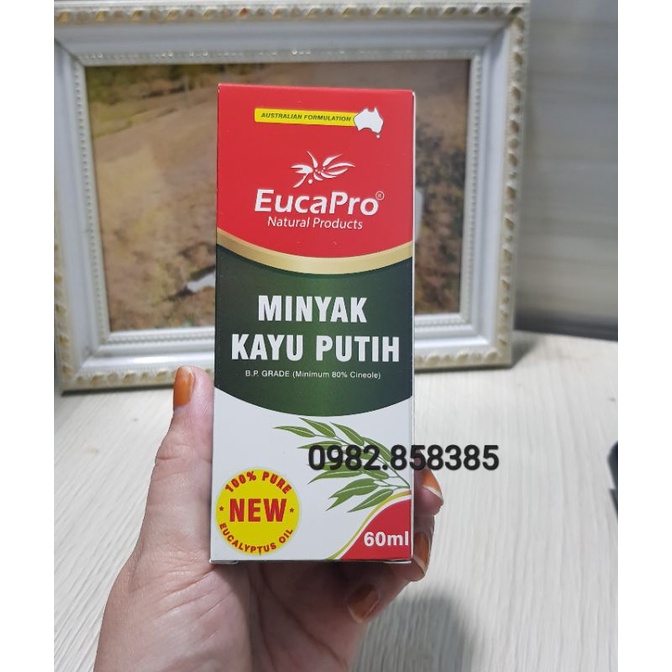 AUSTRALIAN FORMULATION
EucaPro®
Natural Products
MINYAK
KAYU PUTIH
B.P. GRADE (Minimum 80% Cineole)
0982.858385
100% PURE
NEW
EUCALYPTUS OIL
60ml